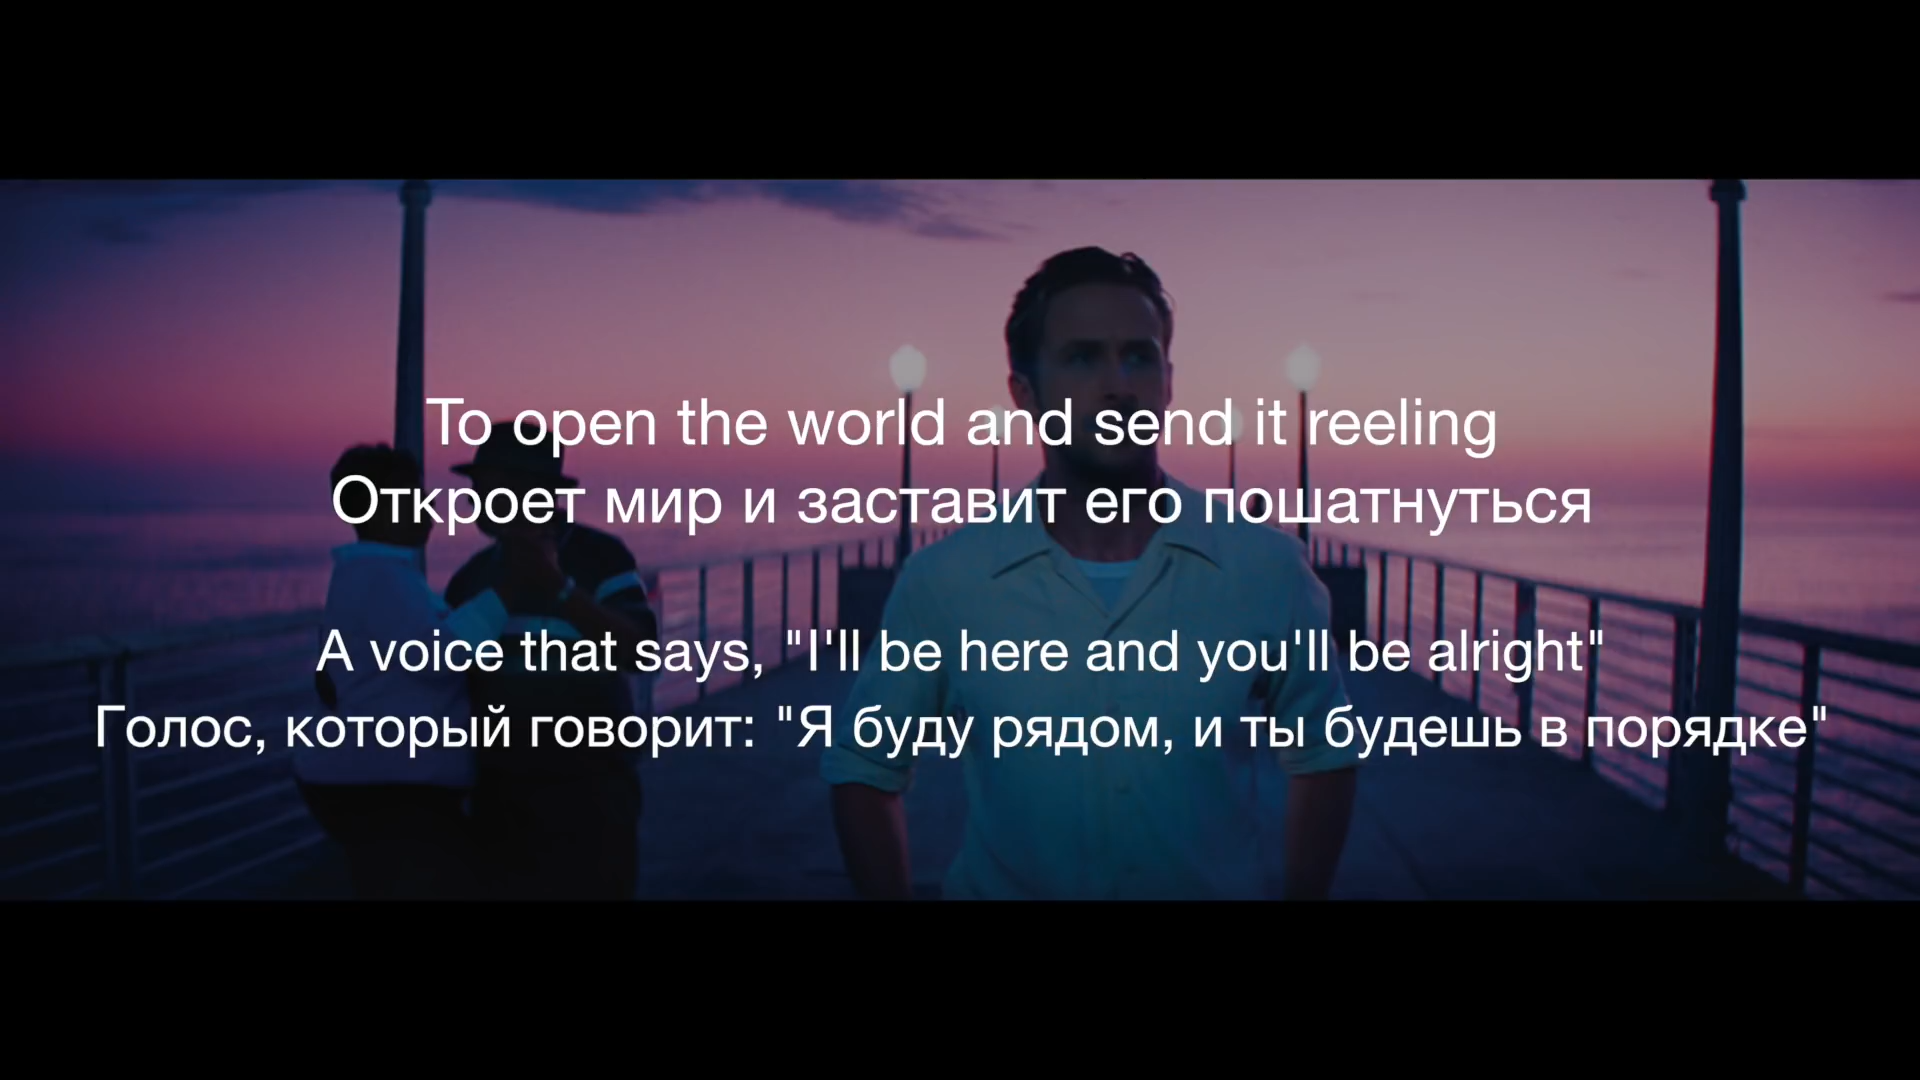 To open the world and send it reeling
Откроет мир и заставит его пошатнуться
A voice that says, "I'll be here and you'll be alright"
Голос, который говорит: "Я буду рядом, и ты будешь в порядке"